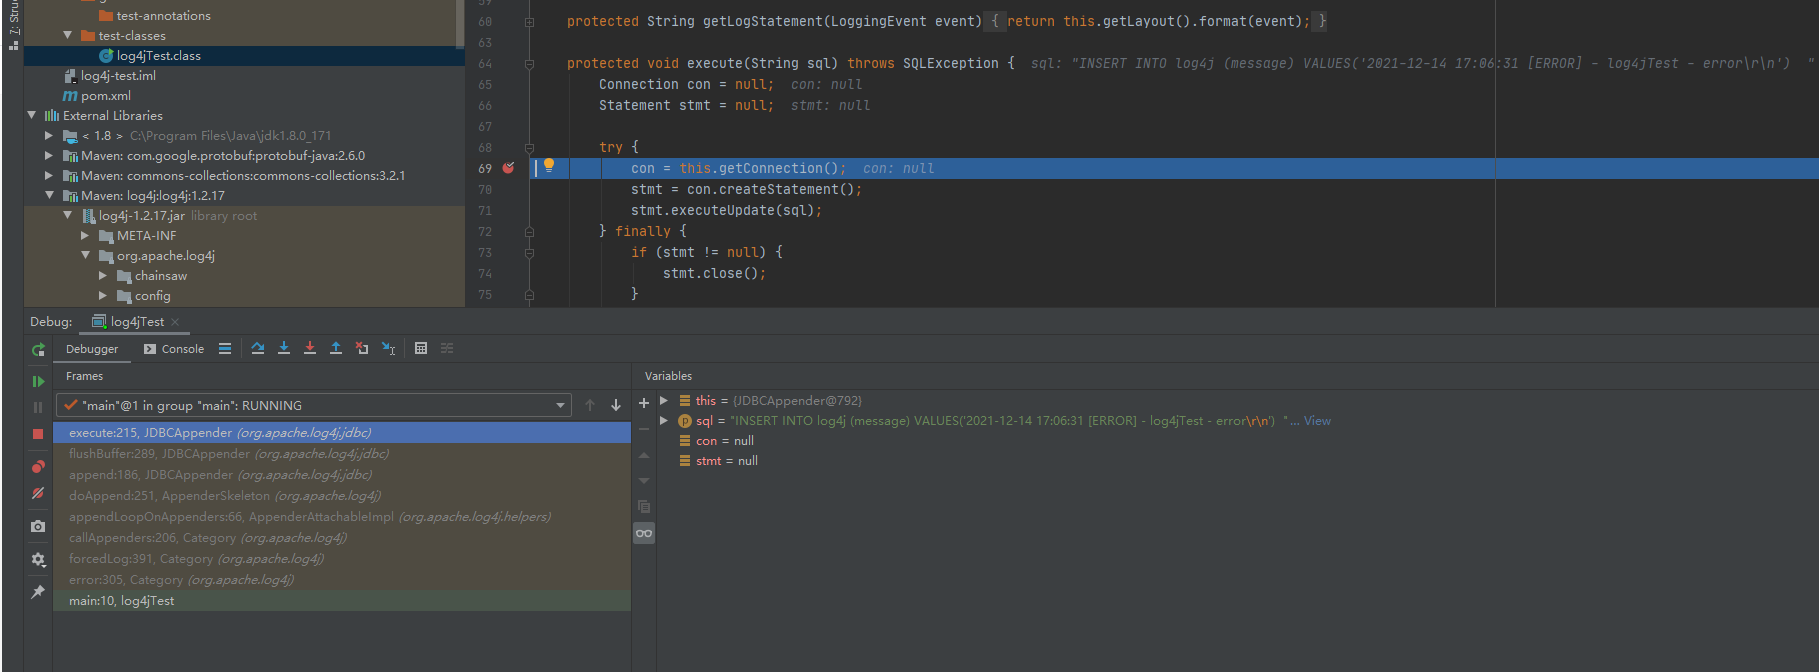 7: Struc
test-annotations
test-classes
log4jTest.class
log4j-test.iml
pom.xml
External Libraries
< 1.8 > C:\Program Files\Java\jdk1.8.0_171
Maven: com.google.protobuf:protobuf-java:2.6.0
Maven: commons-collections:commons-collections:3.2.1
Maven: log4j:log4j:1.2.17
log4j-1.2.17.jar library root
META-INF
org.apache.log4j
chainsaw
config
59
60 protected String getLogStatement(LoggingEvent event) { return this.getLayout().format(event); }
63
64 protected void execute(String sql) throws SQLException { sql: "INSERT INTO log4j (message) VALUES('2021-12-14 17:06:31 [ERROR] - log4jTest - error\r\n') "
65 Connection con = null; con: null
66 Statement stmt = null; stmt: null
67
68 try {
69 con = this.getConnection(); con: null
70 stmt = con.createStatement();
71 stmt.executeUpdate(sql);
72 } finally {
73 if (stmt != null) {
74 stmt.close();
75 }
Debug: log4jTest
Debugger Console
Frames
"main"@1 in group "main": RUNNING
execute:215, JDBCAppender (org.apache.log4j.jdbc)
flushBuffer:289, JDBCAppender (org.apache.log4j.jdbc)
append:186, JDBCAppender (org.apache.log4j.jdbc)
doAppend:251, AppenderSkeleton (org.apache.log4j)
appendLoopOnAppenders:66, AppenderAttachableImpl (org.apache.log4j.helpers)
callAppenders:206, Category (org.apache.log4j)
forcedLog:391, Category (org.apache.log4j)
error:305, Category (org.apache.log4j)
main:10, log4jTest
Variables
this = {JDBCAppender@792}
sql = "INSERT INTO log4j (message) VALUES('2021-12-14 17:06:31 [ERROR] - log4jTest - error\r\n') "... View
con = null
stmt = null